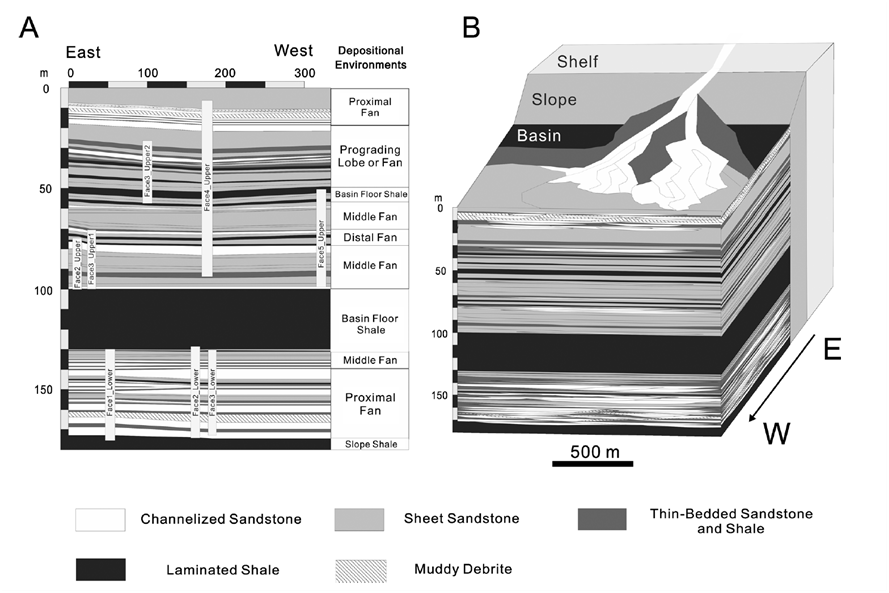 A
East
West
Depositional
Environments
m
0
100
200
300
0
50
100
150
Proximal
Fan
Prograding
Lobe or Fan
Basin Floor Shale
Middle Fan
Distal Fan
Middle Fan
Basin Floor
Shale
Middle Fan
Proximal
Fan
Slope Shale
Face2_Upper
Face3_Upper1
Face3_Upper2
Face4_Upper
Face5_Upper
Face1_Lower
Face2_Lower
Face3_Lower
B
Shelf
Slope
Basin
m
0
50
100
150
E
W
500 m
Channelized Sandstone
Sheet Sandstone
Thin-Bedded Sandstone
and Shale
Laminated Shale
Muddy Debrite